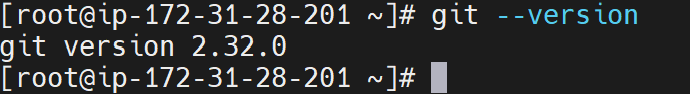 [root@ip-172-31-28-201 ~]# git --version
git version 2.32.0
[root@ip-172-31-28-201 ~]#